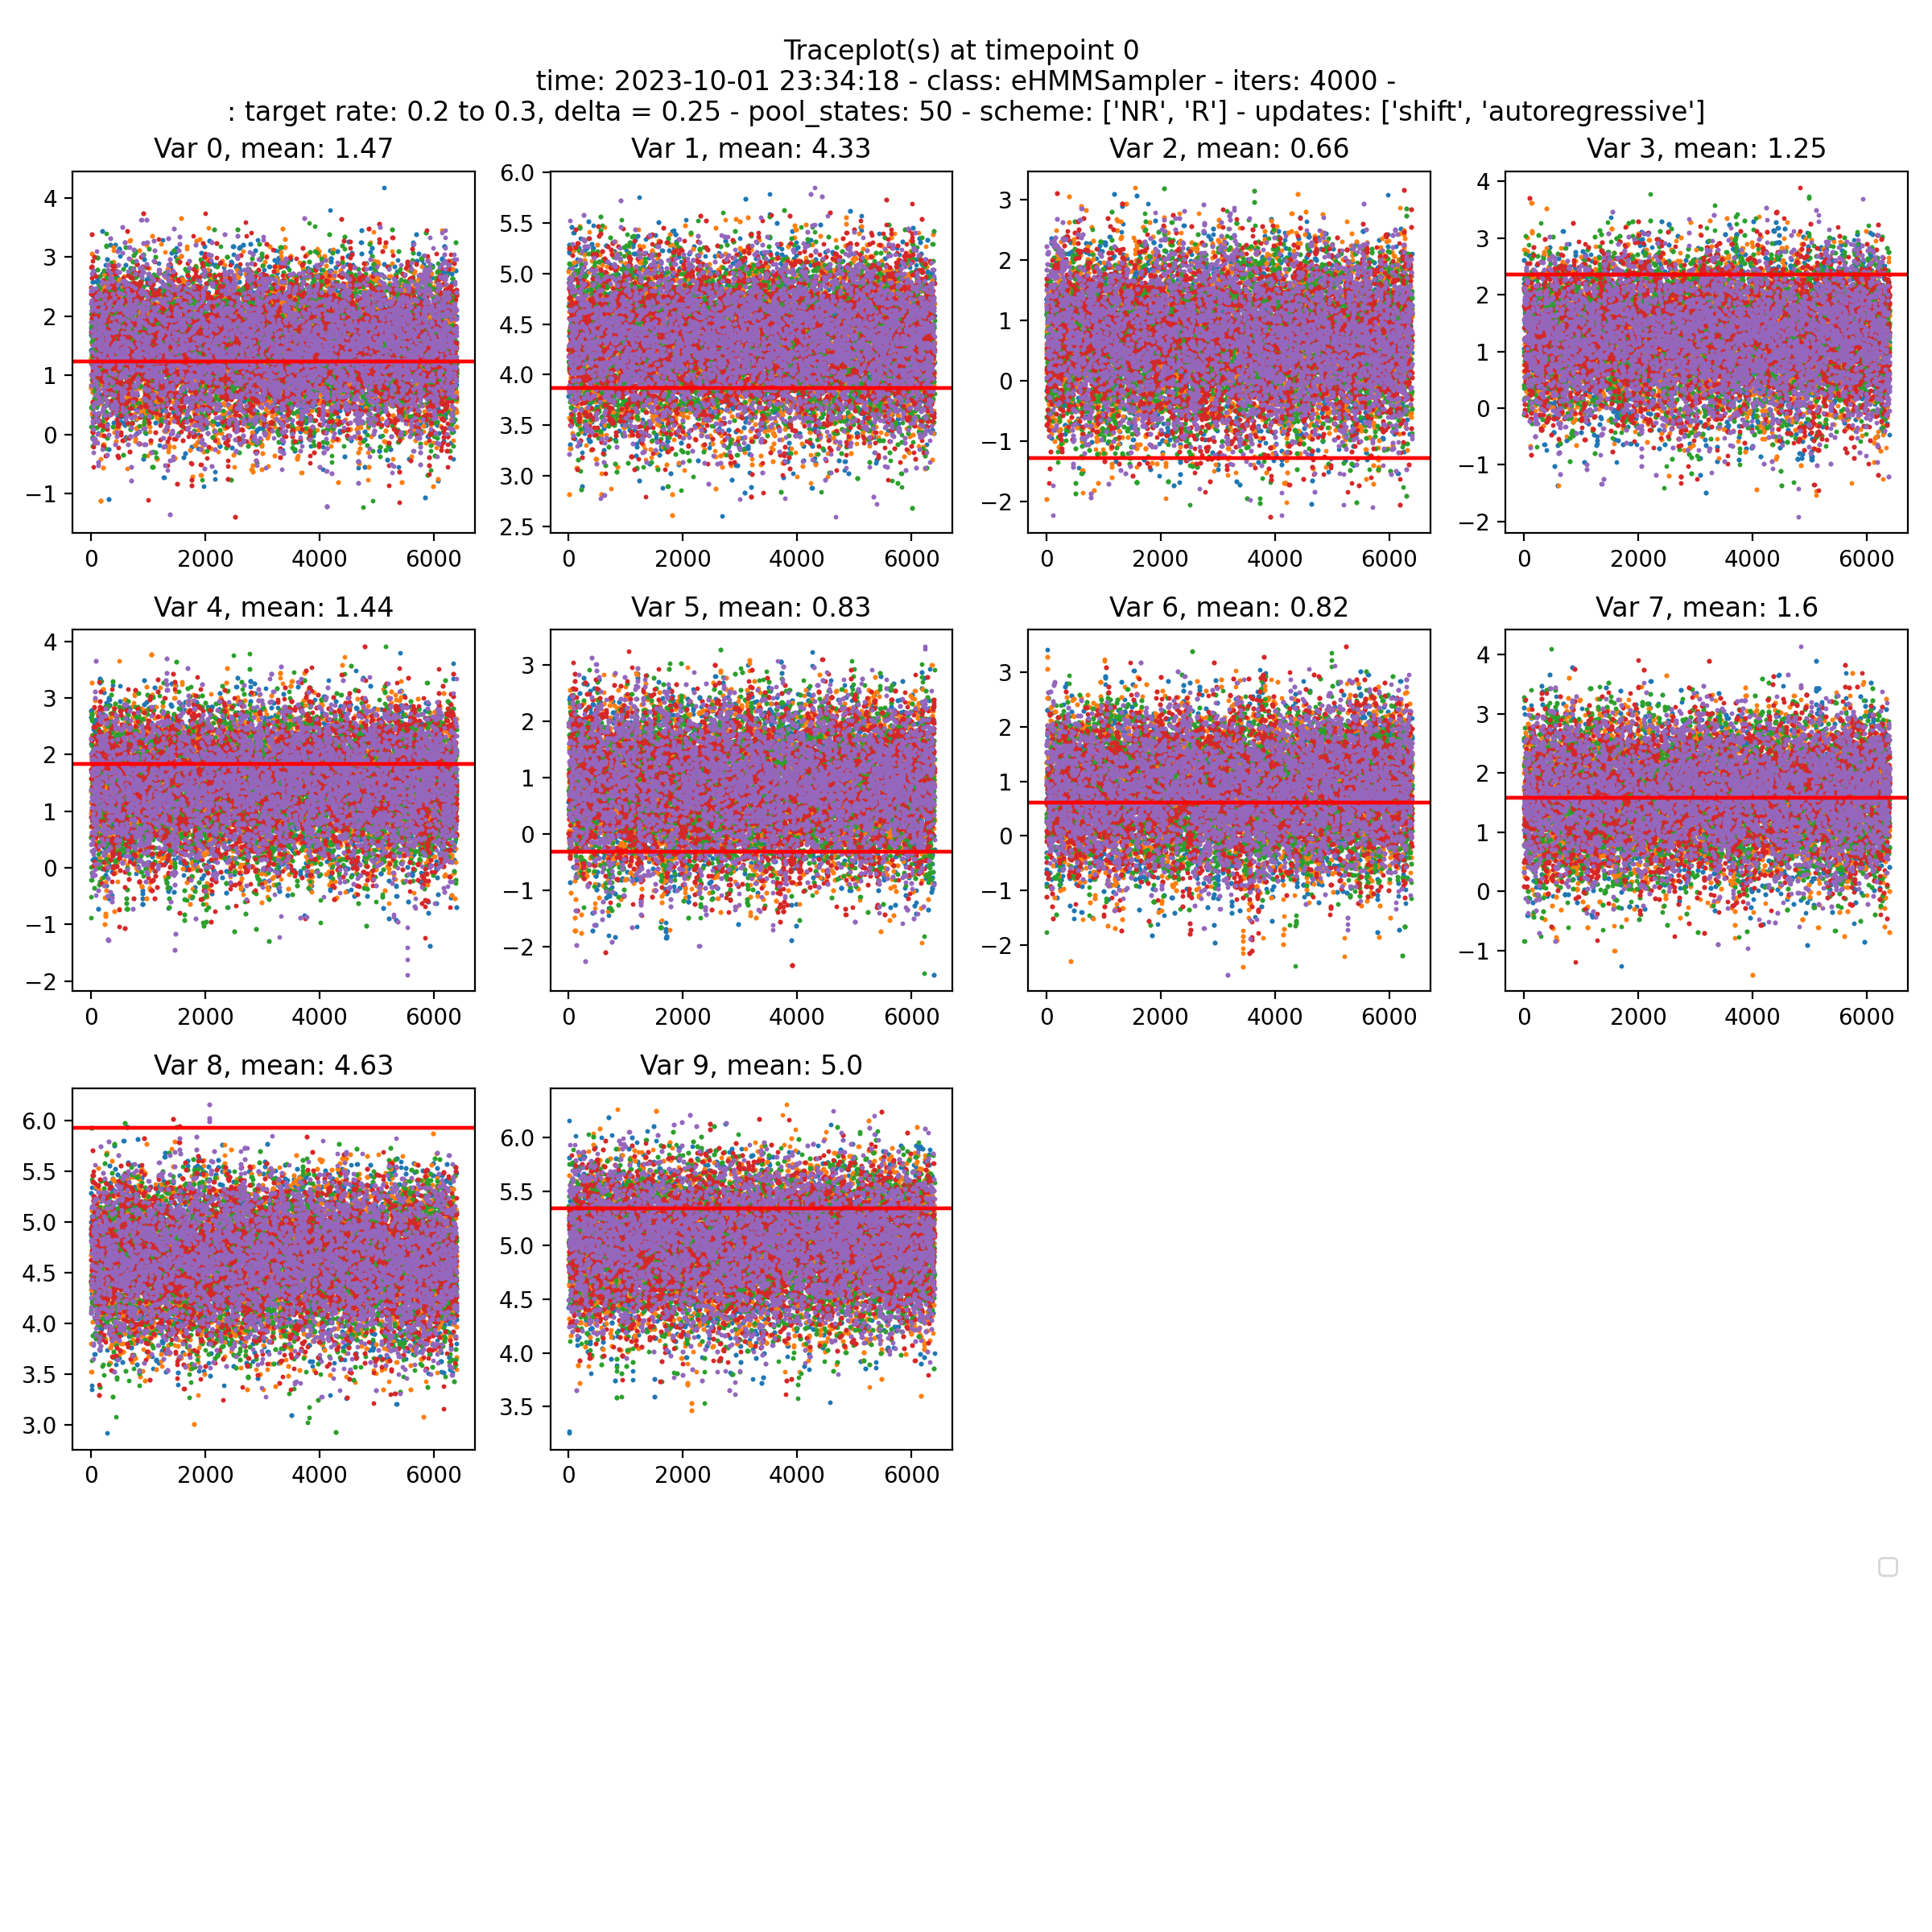 Traceplot(s) at timepoint 0
time: 2023-10-01 23:34:18 - class: eHMMSampler - iters: 4000 -
: target rate: 0.2 to 0.3, delta = 0.25 - pool_states: 50 - scheme: ['NR', 'R'] - updates: ['shift', 'autoregressive']
Var 0, mean: 1.47
4
3
2
1
0
−1
0 2000 4000 6000
Var 1, mean: 4.33
6.0
5.5
5.0
4.5
4.0
3.5
3.0
2.5
0 2000 4000 6000
Var 2, mean: 0.66
3
2
1
0
−1
−2
0 2000 4000 6000
Var 3, mean: 1.25
4
3
2
1
0
−1
−2
0 2000 4000 6000
Var 4, mean: 1.44
4
3
2
1
0
−1
−2
0 2000 4000 6000
Var 5, mean: 0.83
3
2
1
0
−1
−2
0 2000 4000 6000
Var 6, mean: 0.82
3
2
1
0
−1
−2
0 2000 4000 6000
Var 7, mean: 1.6
4
3
2
1
0
−1
0 2000 4000 6000
Var 8, mean: 4.63
6.0
5.5
5.0
4.5
4.0
3.5
3.0
0 2000 4000 6000
Var 9, mean: 5.0
6.0
5.5
5.0
4.5
4.0
3.5
0 2000 4000 6000